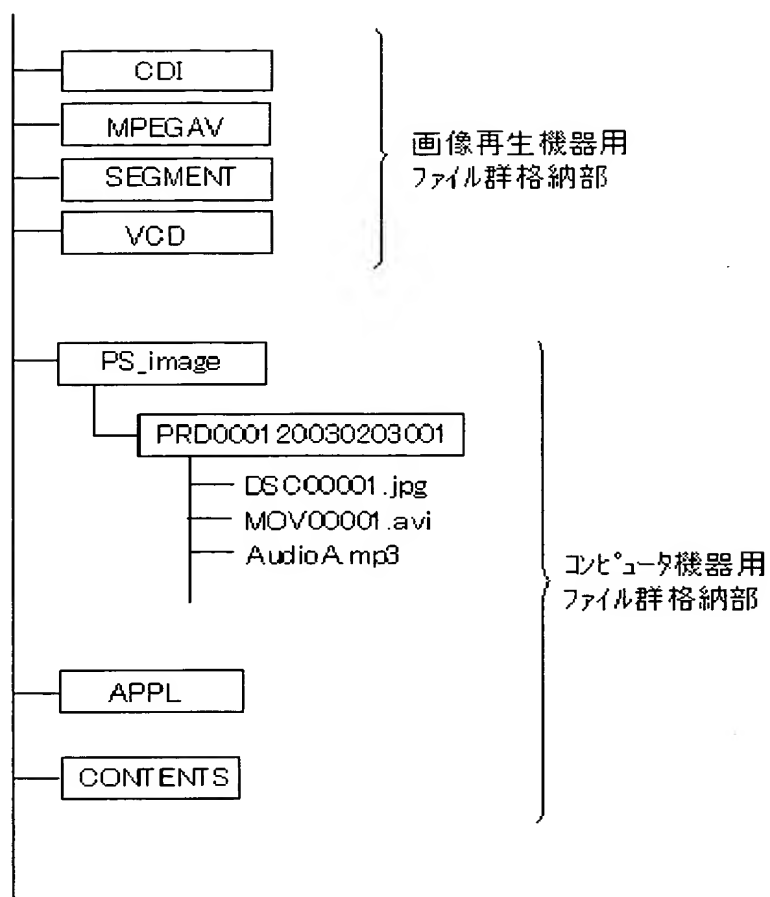 CDI
MPEGAV
SEGMENT
VCD
画像再生機器用
ファイル群格納部
PS_image
PRD000120030203001
DSC00001.jpg
MOV00001.avi
AudioA.mp3
コンピュータ機器用
ファイル群格納部
APPL
CONTENTS